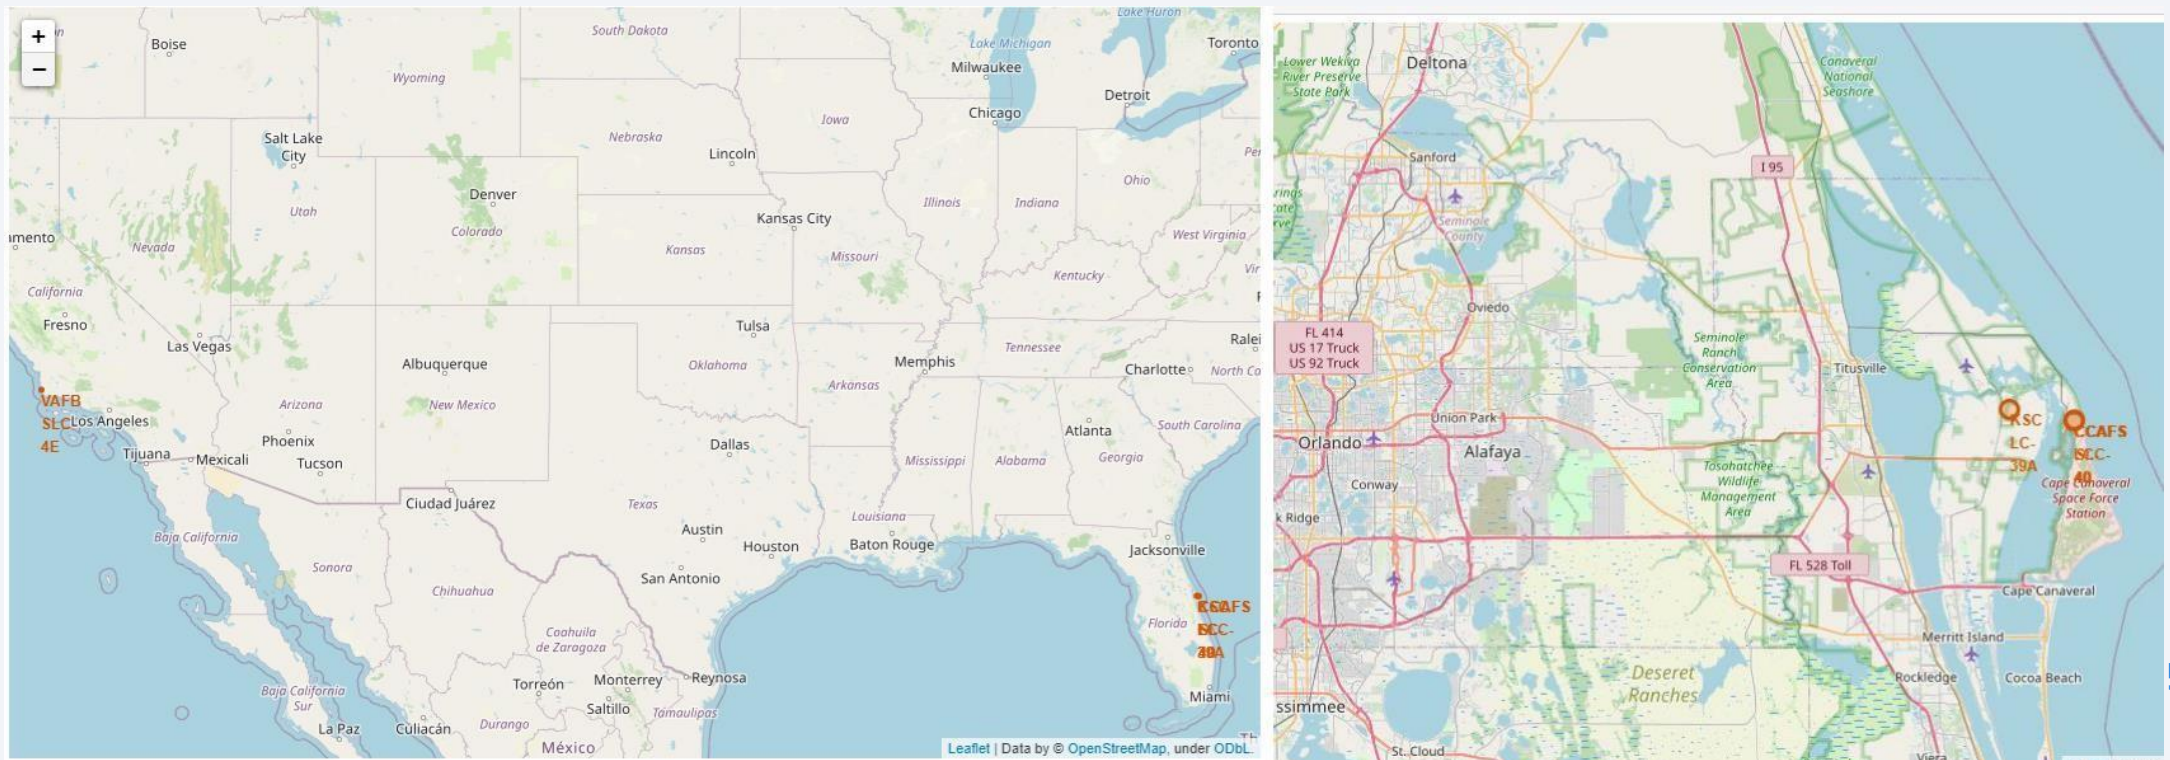 +
−
Boise
Wyoming
South Dakota
Lake Michigan
Lake Huron
Toronto
Milwaukee
Chicago
Detroit
Salt Lake
City
Nebraska
Iowa
Lincoln
Denver
Utah
Colorado
Nevada
Kansas City
Kansas
Missouri
Illinois
Indiana
Ohio
West Virginia
Kentucky
California
Fresno
Las Vegas
Albuquerque
Tulsa
Oklahoma
Memphis
Tennessee
Charlotte
Arkansas
VAFB
SLC-
4E
Los Angeles
Arizona
Phoenix
New Mexico
Tijuana
Mexicali
Tucson
Dallas
Atlanta
South Carolina
Mississippi
Alabama
Georgia
Ciudad Juárez
Texas
Louisiana
Austin
Houston
Baton Rouge
Jacksonville
Baja California
Sonora
Chihuahua
San Antonio
Coahuila
de Zaragoza
Florida
CCAFS
Baja California
Sur
Torreón
Monterrey
Reynosa
Saltillo
Tamaulipas
Miami
La Paz
Culiacán
Durango
México
Leaflet | Data by © OpenStreetMap, under ODbL.
Lower Wekiva
River Preserve
State Park
Deltona
Canaveral
National
Seashore
Sanford
I 95
Seminole
County
Oviedo
FL 414
US 17 Truck
US 92 Truck
Seminole
Ranch
Conservation
Area
Titusville
Union Park
Orlando
Alafaya
KSC
LC-
39A
CCAFS
Tosohatchee
Wildlife
Management
Area
Conway
Cape Canaveral
Space Force
Station
k Ridge
FL 528 Toll
Cape Canaveral
Merritt Island
Deseret
Ranches
Rockledge
Cocoa Beach
ssimmee
St. Cloud
Viera